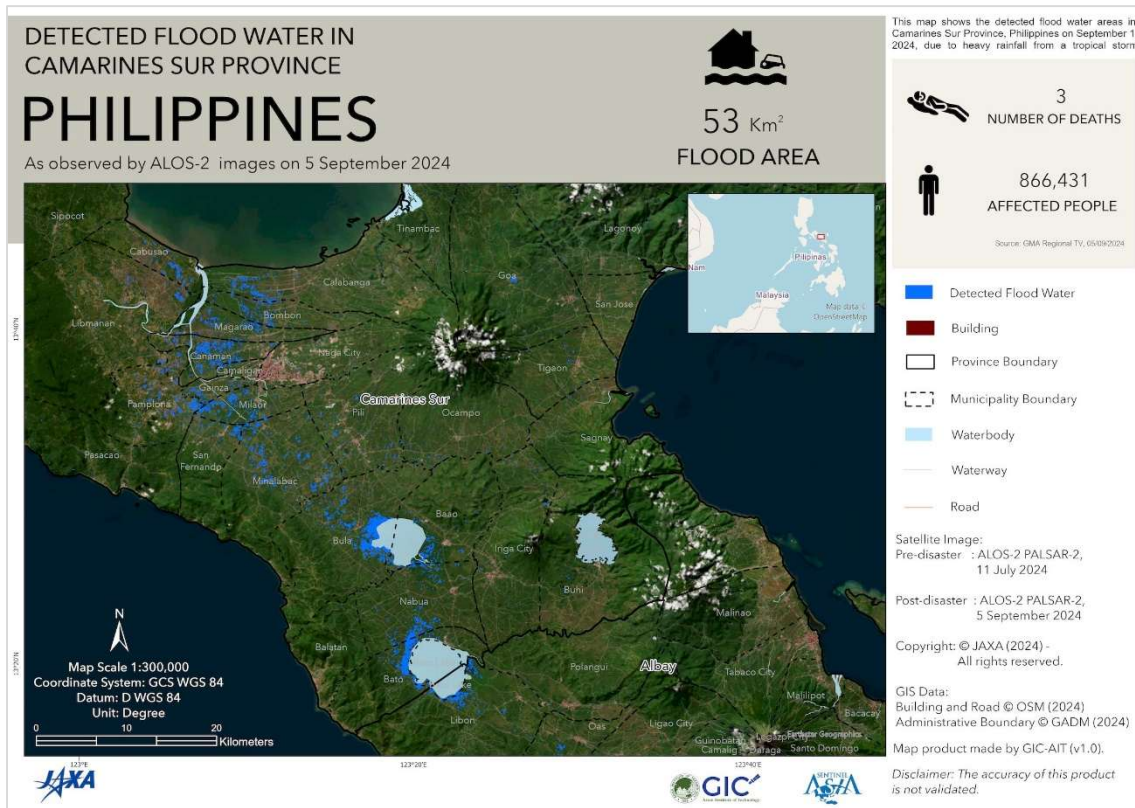 DETECTED FLOOD WATER IN
CAMARINES SUR PROVINCE
PHILIPPINES
As observed by ALOS-2 images on 5 September 2024
53 Km²
FLOOD AREA
This map shows the detected flood water areas in
Camarines Sur Province, Philippines on September 1
2024, due to heavy rainfall from a tropical storm
3
NUMBER OF DEATHS
866,431
AFFECTED PEOPLE
Source: GMA Regional TV, 05/09/2024
Detected Flood Water
Building
Province Boundary
Municipality Boundary
Waterbody
Waterway
Road
Satellite Image:
Pre-disaster : ALOS-2 PALSAR-2,
11 July 2024
Post-disaster : ALOS-2 PALSAR-2,
5 September 2024
Copyright: © JAXA (2024) -
All rights reserved.
GIS Data:
Building and Road © OSM (2024)
Administrative Boundary © GADM (2024)
Map product made by GIC-AIT (v1.0).
Disclaimer: The accuracy of this product
is not validated.
Sipocot
Tinambac
Lagonoy
Cabusao
Goa
Calabanga
San Jose
Libmanan
Bombon
Magarao
Canaman
Naga City
Camaligan
Tigaon
Gainza
Pamplona
Milaor
Camarines Sur
Pili
Ocampo
Sagnay
Pasacao
San
Fernando
Minalabac
Baao
Bula
Iriga City
Buhi
Nabua
Malinao
Balatan
Polangui
Albay
Tabaco City
Bato
Lake
Malilipot
Libon
Oas
Ligao City
Bacacay
Guinobatan
Legazpi City
Earthstar Geographics
Camalig
Daraga
Santo Domingo
Nam
Pilipinas
Malaysia
Map data: ©
OpenStreetMap
13°40'N
13°20'N
N
Map Scale 1:300,000
Coordinate System: GCS WGS 84
Datum: D WGS 84
Unit: Degree
0 10 20
Kilometers
123°E
123°20'E
123°40'E
JAXA
GIC
SENTINEL
ASIA